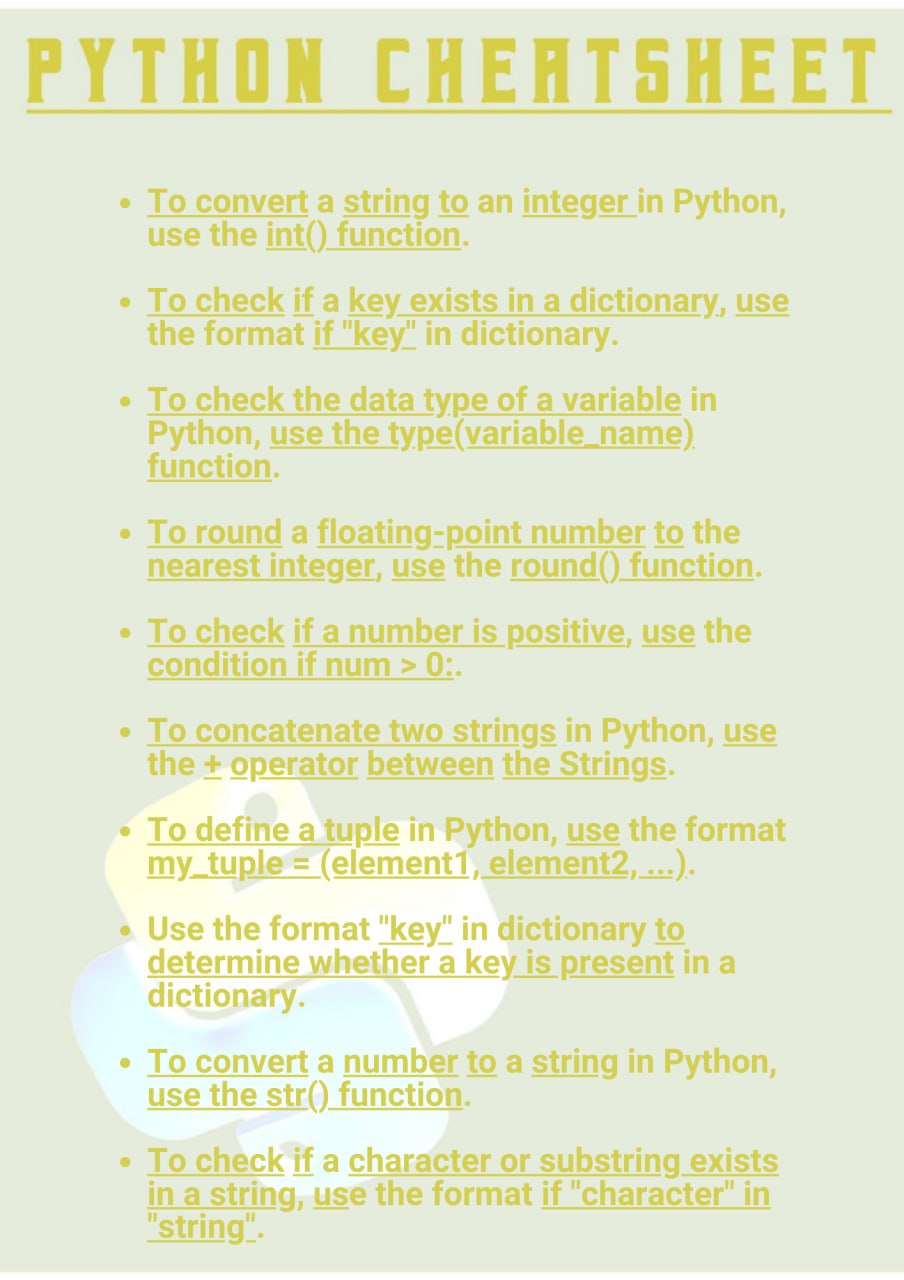 PYTHON CHEATSHEET
• To convert a string to an integer in Python,
use the int() function.
• To check if a key exists in a dictionary, use
the format if "key" in dictionary.
• To check the data type of a variable in
Python, use the type(variable_name)
function.
• To round a floating-point number to the
nearest integer, use the round() function.
• To check if a number is positive, use the
condition if num > 0:.
• To concatenate two strings in Python, use
the + operator between the Strings.
• To define a tuple in Python, use the format
my_tuple = (element1, element2, ...).
• Use the format "key" in dictionary to
determine whether a key is present in a
dictionary.
• To convert a number to a string in Python,
use the str() function.
• To check if a character or substring exists
in a string, use the format if "character" in
"string".